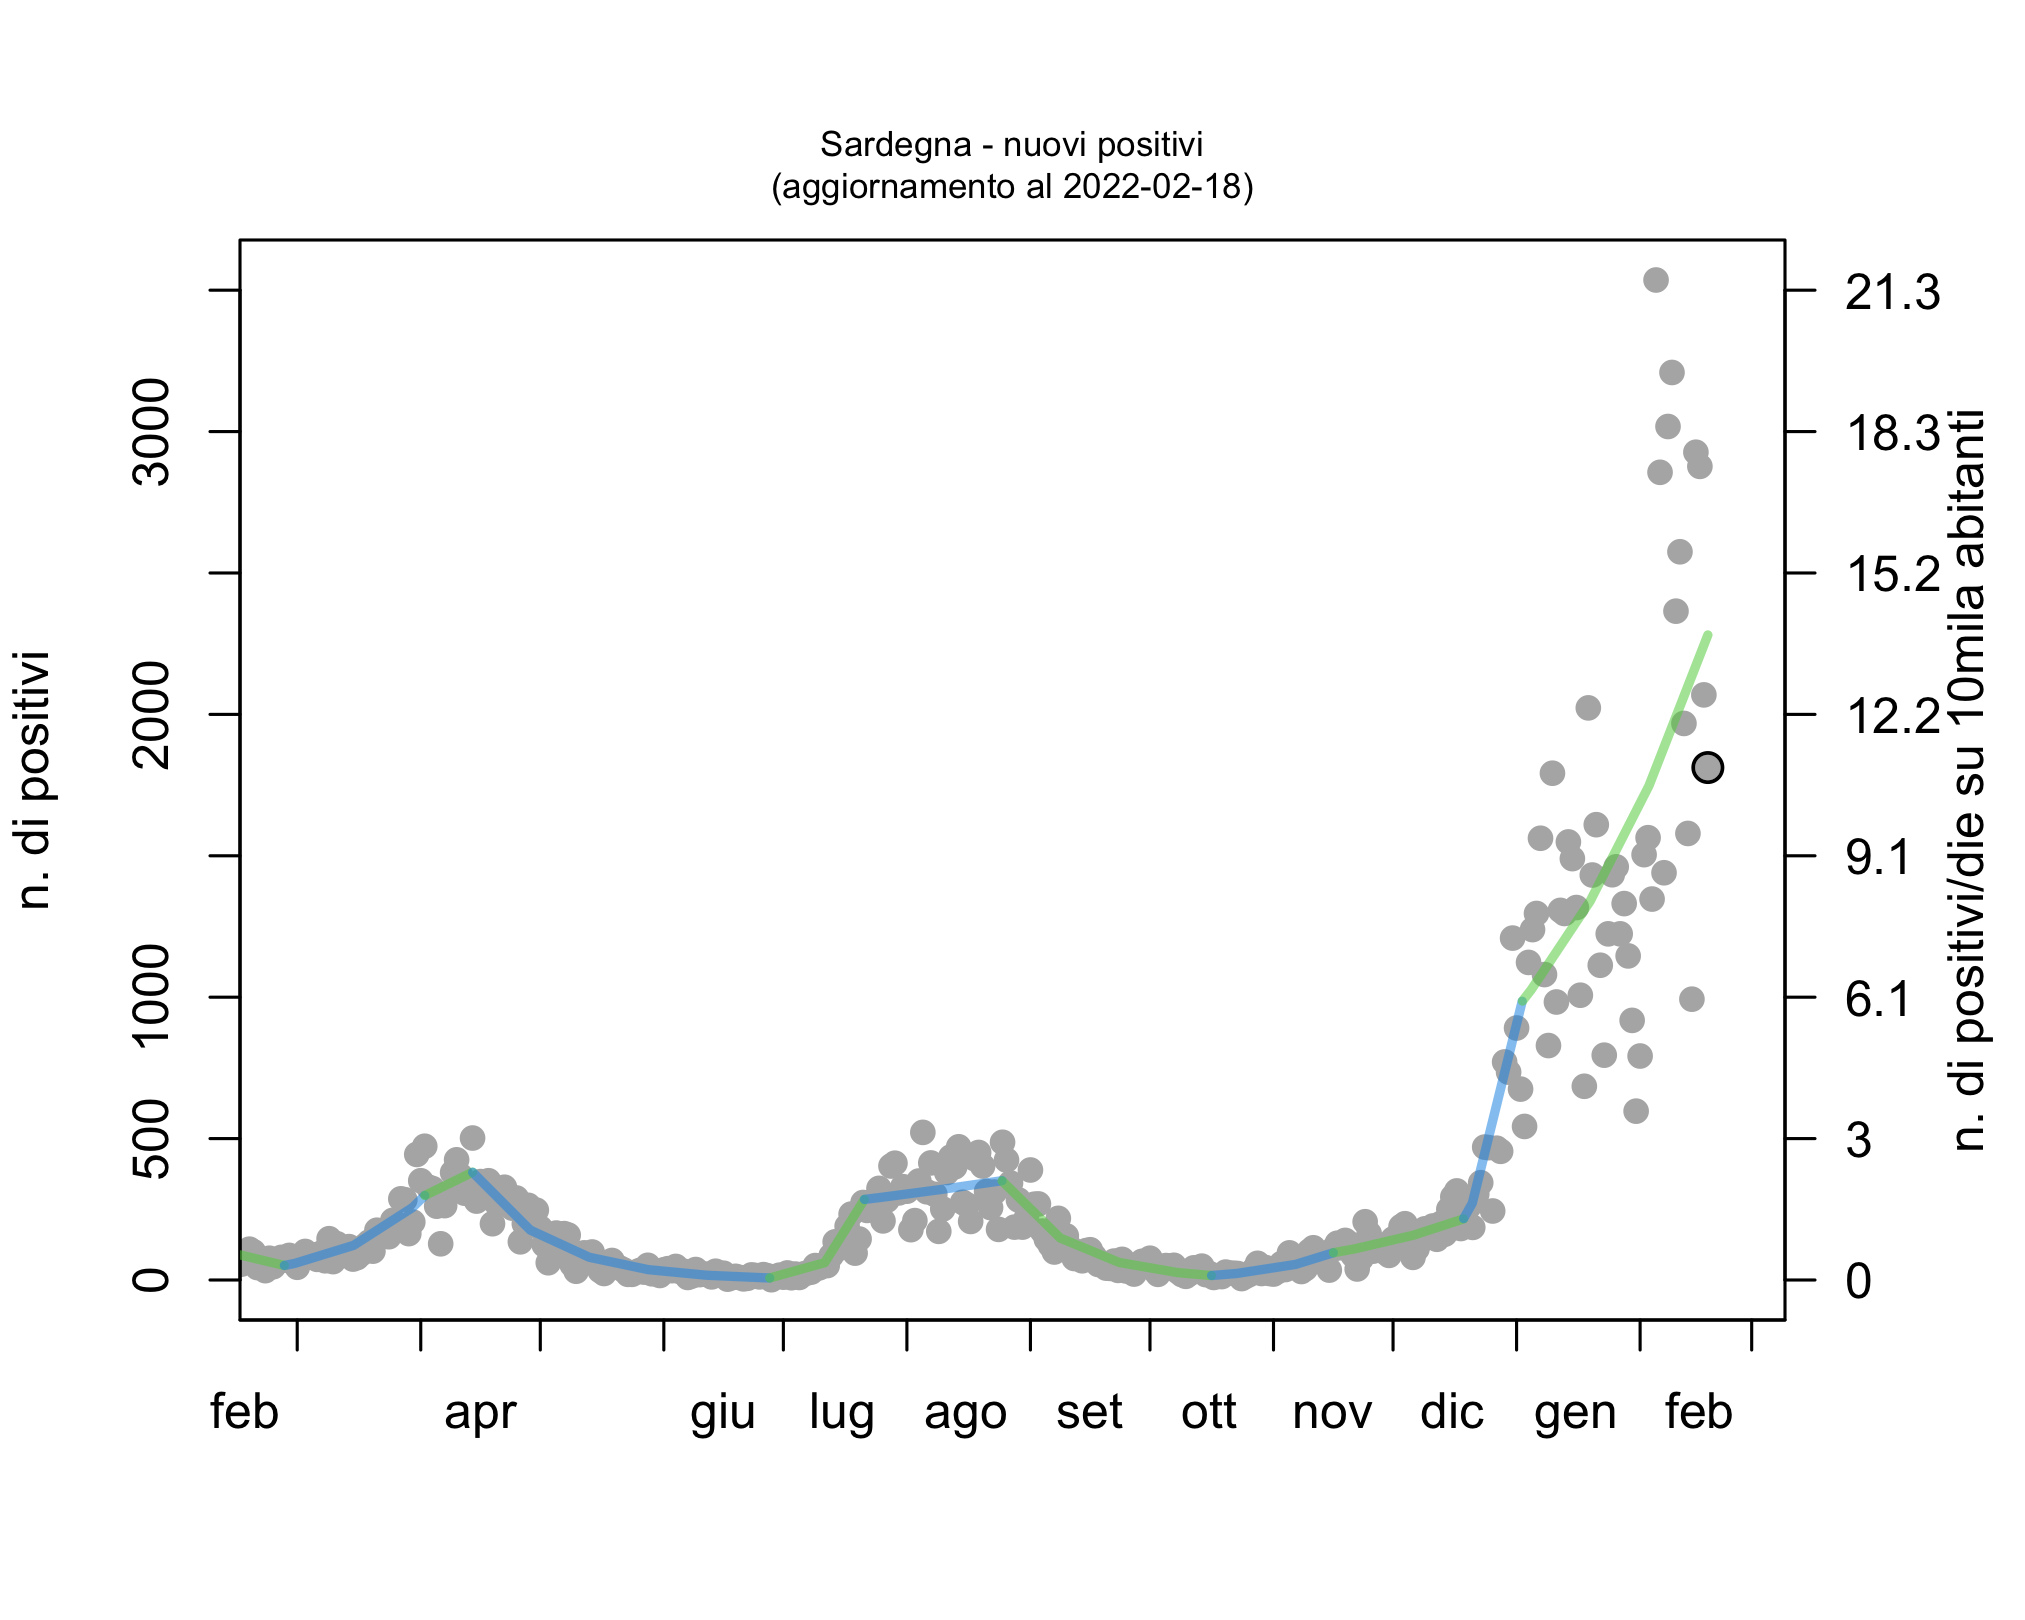 Sardegna - nuovi positivi
(aggiornamento al 2022-02-18)
n. di positivi
3000
2000
1000
500
0
21.3
18.3
15.2
12.2
9.1
6.1
3
0
n. di positivi/die su 10mila abitanti
feb apr giu lug ago set ott nov dic gen feb